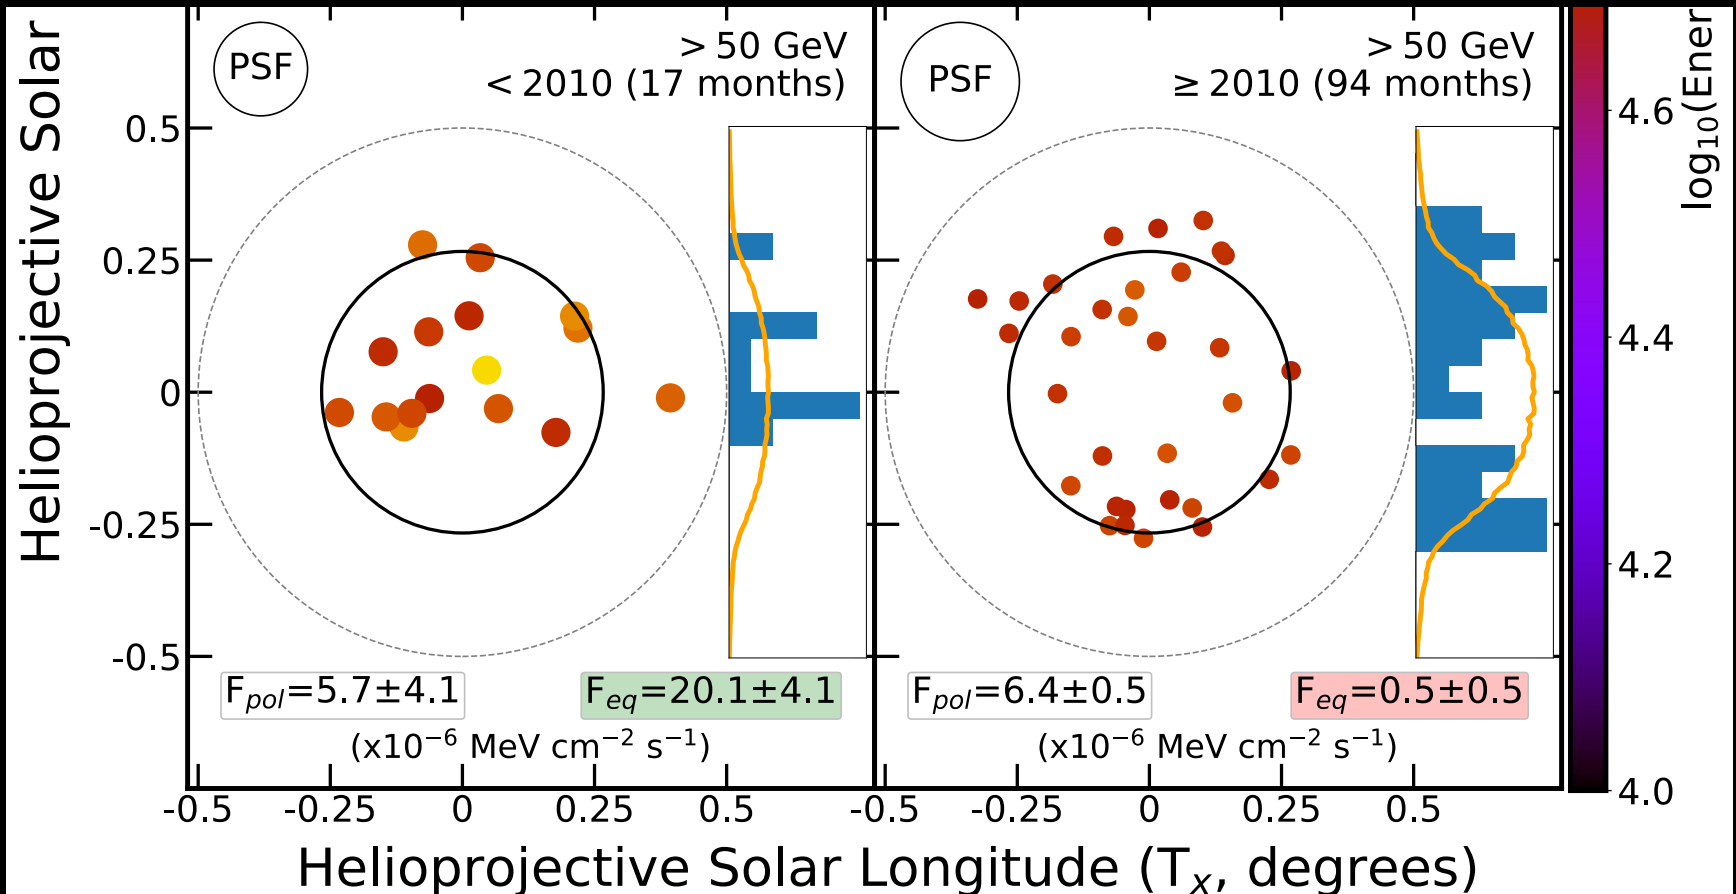 Helioprojective Solar
PSF
> 50 GeV
< 2010 (17 months)
PSF
> 50 GeV
≥ 2010 (94 months)
0.5
0.25
0
-0.25
-0.5
F_pol=5.7±4.1
F_eq=20.1±4.1
(x10⁻⁶ MeV cm⁻² s⁻¹)
F_pol=6.4±0.5
F_eq=0.5±0.5
(x10⁻⁶ MeV cm⁻² s⁻¹)
-0.5 -0.25 0 0.25 0.5
-0.5 -0.25 0 0.25 0.5
Helioprojective Solar Longitude (Tₓ, degrees)
4.6
4.4
4.2
4.0
log₁₀(Ener